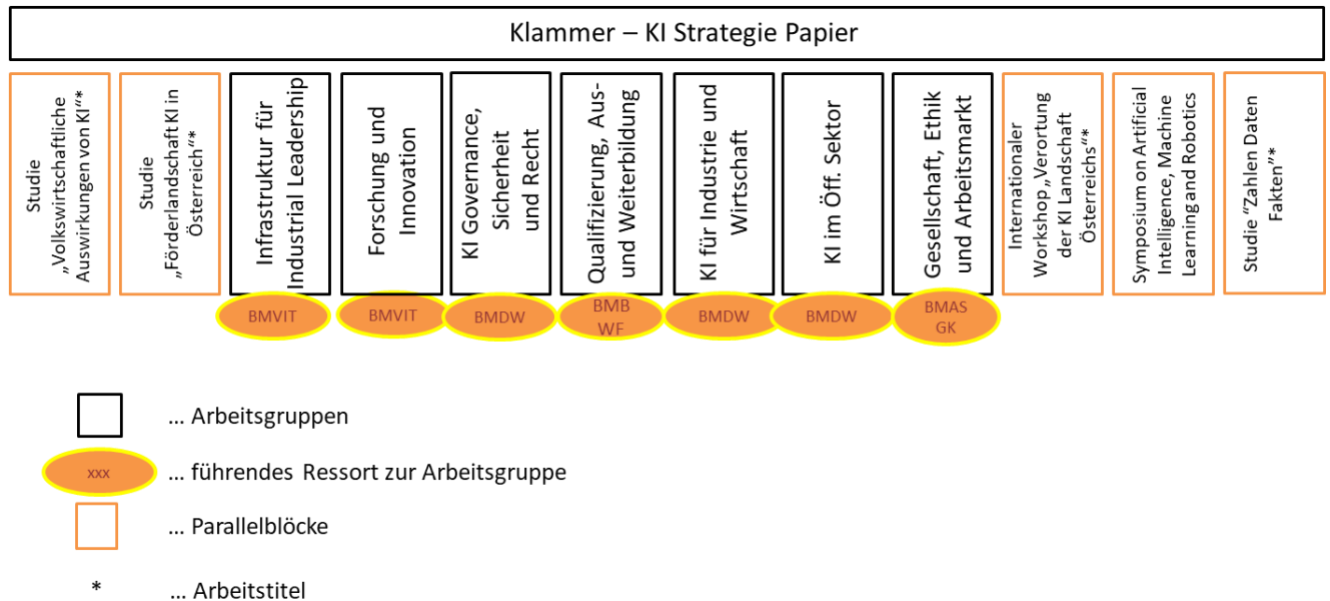 Klammer – KI Strategie Papier
Studie
„Volkswirtschaftliche
Auswirkungen von KI“*
Studie
„Förderlandschaft KI in
Österreich“*
Infrastruktur für
Industrial Leadership
Forschung und
Innovation
KI Governance,
Sicherheit
und Recht
Qualifizierung, Aus-
und Weiterbildung
KI für Industrie und
Wirtschaft
KI im Öff. Sektor
Gesellschaft, Ethik
und Arbeitsmarkt
Internationaler
Workshop „Verortung
der KI Landschaft
Österreichs“*
Symposium on Artificial
Intelligence, Machine
Learning and Robotics
Studie “Zahlen Daten
Fakten”*
BMVIT
BMVIT
BMDW
BMB
WF
BMDW
BMDW
BMAS
GK
... Arbeitsgruppen
xxx ... führendes Ressort zur Arbeitsgruppe
... Parallelblöcke
* ... Arbeitstitel